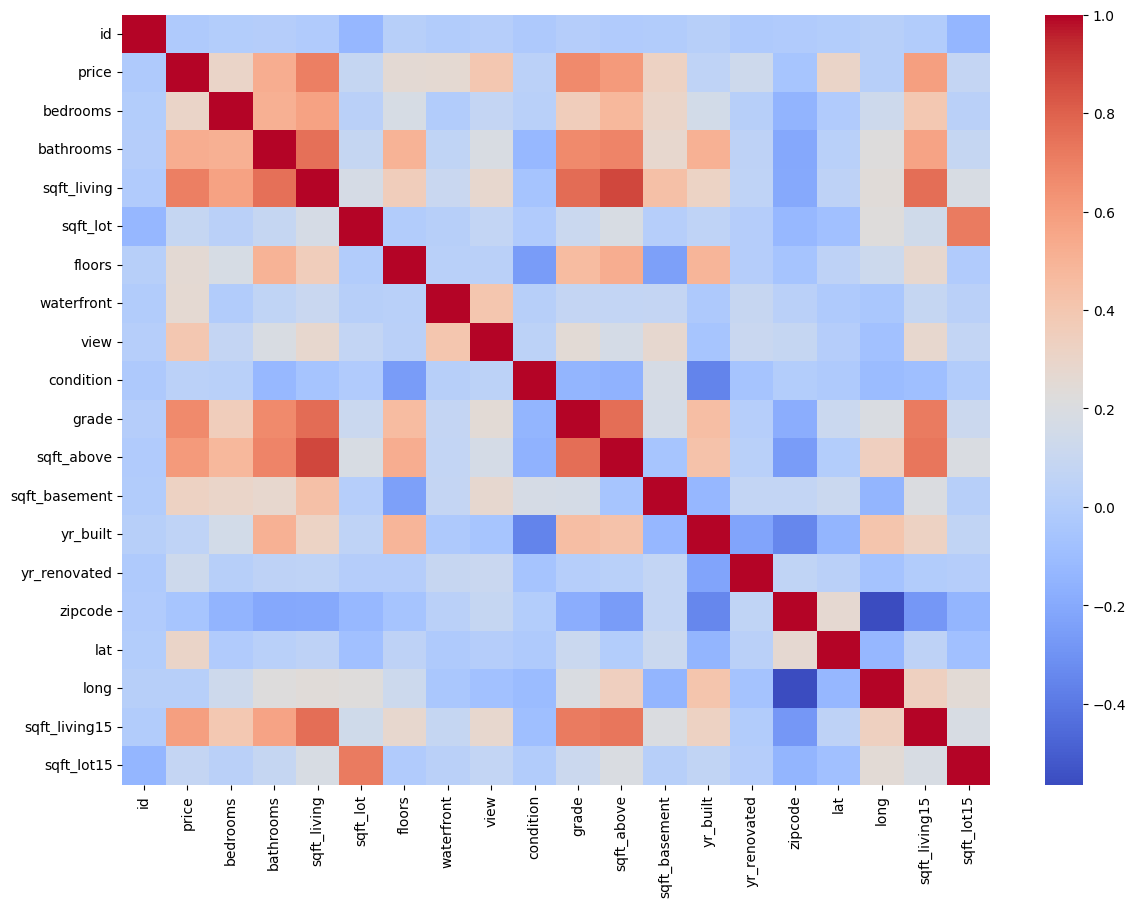 id
price
bedrooms
bathrooms
sqft_living
sqft_lot
floors
waterfront
view
condition
grade
sqft_above
sqft_basement
yr_built
yr_renovated
zipcode
lat
long
sqft_living15
sqft_lot15
id
price
bedrooms
bathrooms
sqft_living
sqft_lot
floors
waterfront
view
condition
grade
sqft_above
sqft_basement
yr_built
yr_renovated
zipcode
lat
long
sqft_living15
sqft_lot15
1.0
0.8
0.6
0.4
0.2
0.0
−0.2
−0.4